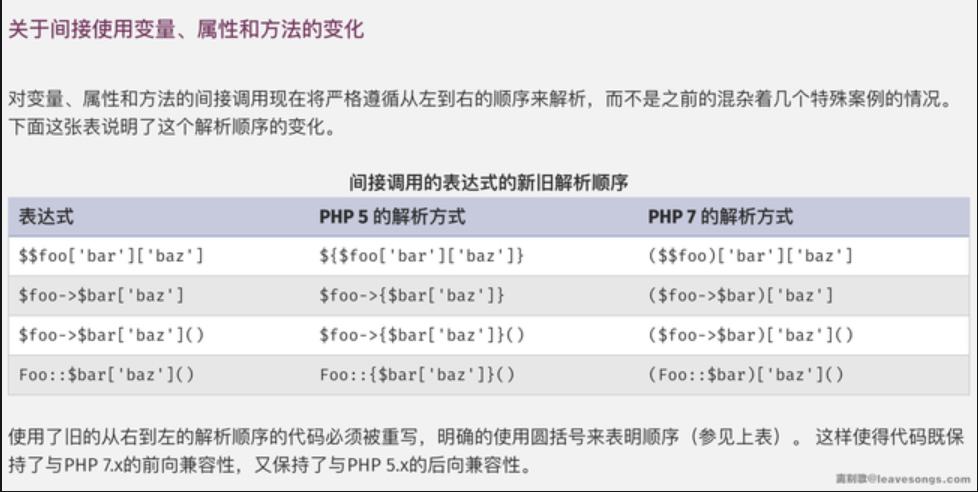 关于间接使用变量、属性和方法的变化
对变量、属性和方法的间接调用现在将严格遵循从左到右的顺序来解析，而不是之前的混杂着几个特殊案例的情况。
下面这张表说明了这个解析顺序的变化。
间接调用的表达式的新旧解析顺序
表达式 PHP 5 的解析方式 PHP 7 的解析方式
$$foo['bar']['baz'] ${$foo['bar']['baz']} ($$foo)['bar']['baz']
$foo->$bar['baz'] $foo->{$bar['baz']} ($foo->$bar)['baz']
$foo->$bar['baz']() $foo->{$bar['baz']}() ($foo->$bar)['baz']()
Foo::$bar['baz']() Foo::{$bar['baz']}() (Foo::$bar)['baz']()
使用了旧的从右到左的解析顺序的代码必须被重写，明确的使用圆括号来表明顺序（参见上表）。 这样使得代码既保
持了与PHP 7.x的前向兼容性，又保持了与PHP 5.x的后向兼容性。
离别歌@leavesongs.com